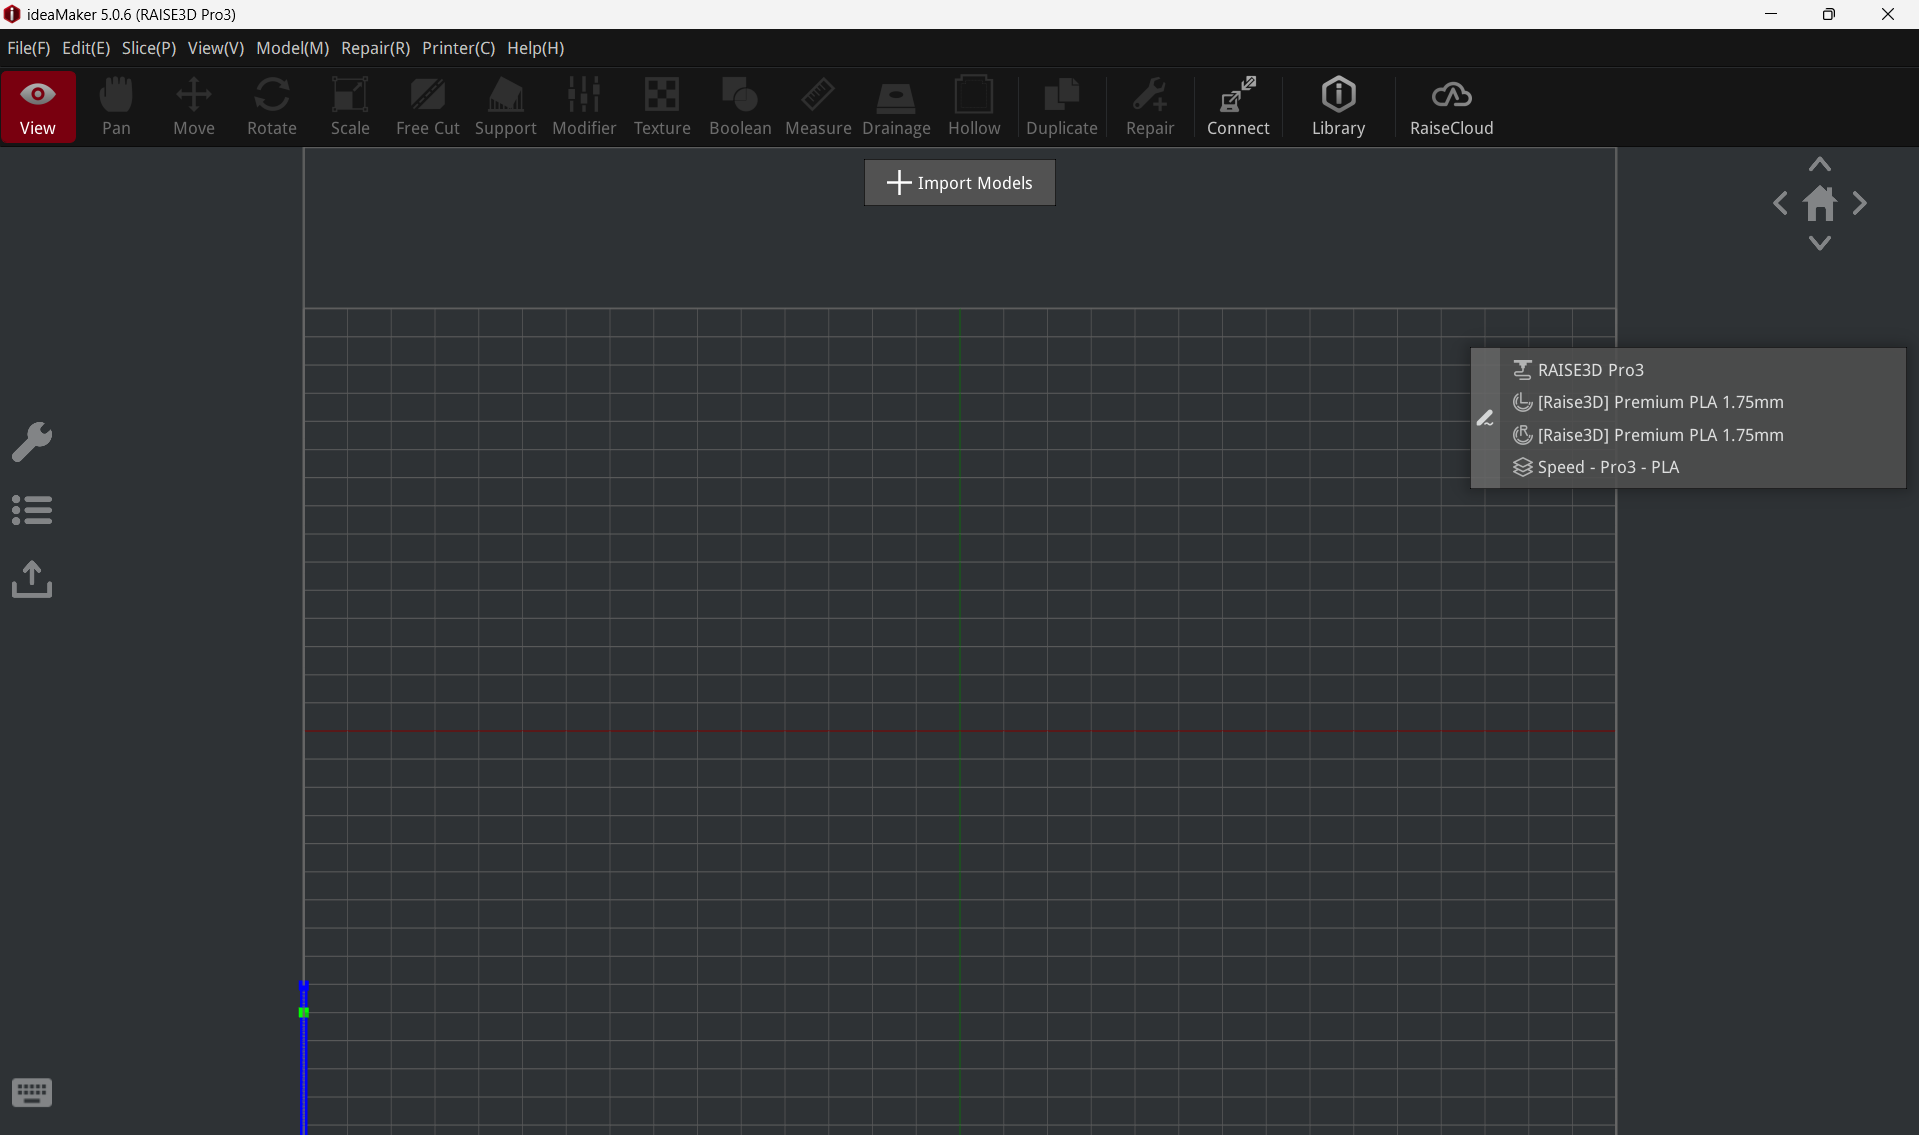 ideaMaker 5.0.6 (RAISE3D Pro3)
File(F) Edit(E) Slice(P) View(V) Model(M) Repair(R) Printer(C) Help(H)
View Pan Move Rotate Scale Free Cut Support Modifier Texture Boolean Measure Drainage Hollow Duplicate Repair Connect Library RaiseCloud
Import Models
RAISE3D Pro3
[Raise3D] Premium PLA 1.75mm
[Raise3D] Premium PLA 1.75mm
Speed - Pro3 - PLA